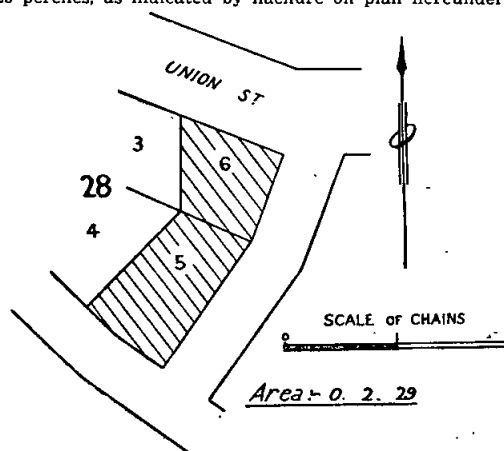 perches, as indicated by hachure on plan hereunder
UNION ST
3
6
28
4
5
SCALE OF CHAINS
0
Area:- 0. 2. 29